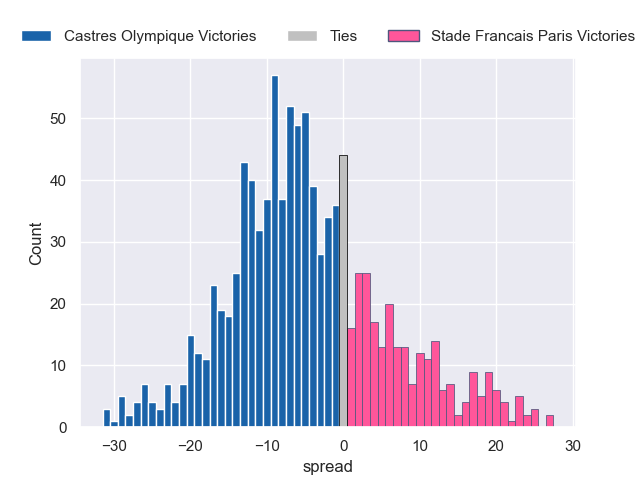 Castres Olympique Victories Ties Stade Francais Paris Victories
50
40
30
20
10
0
Count
−30 −20 −10 0 10 20 30
spread